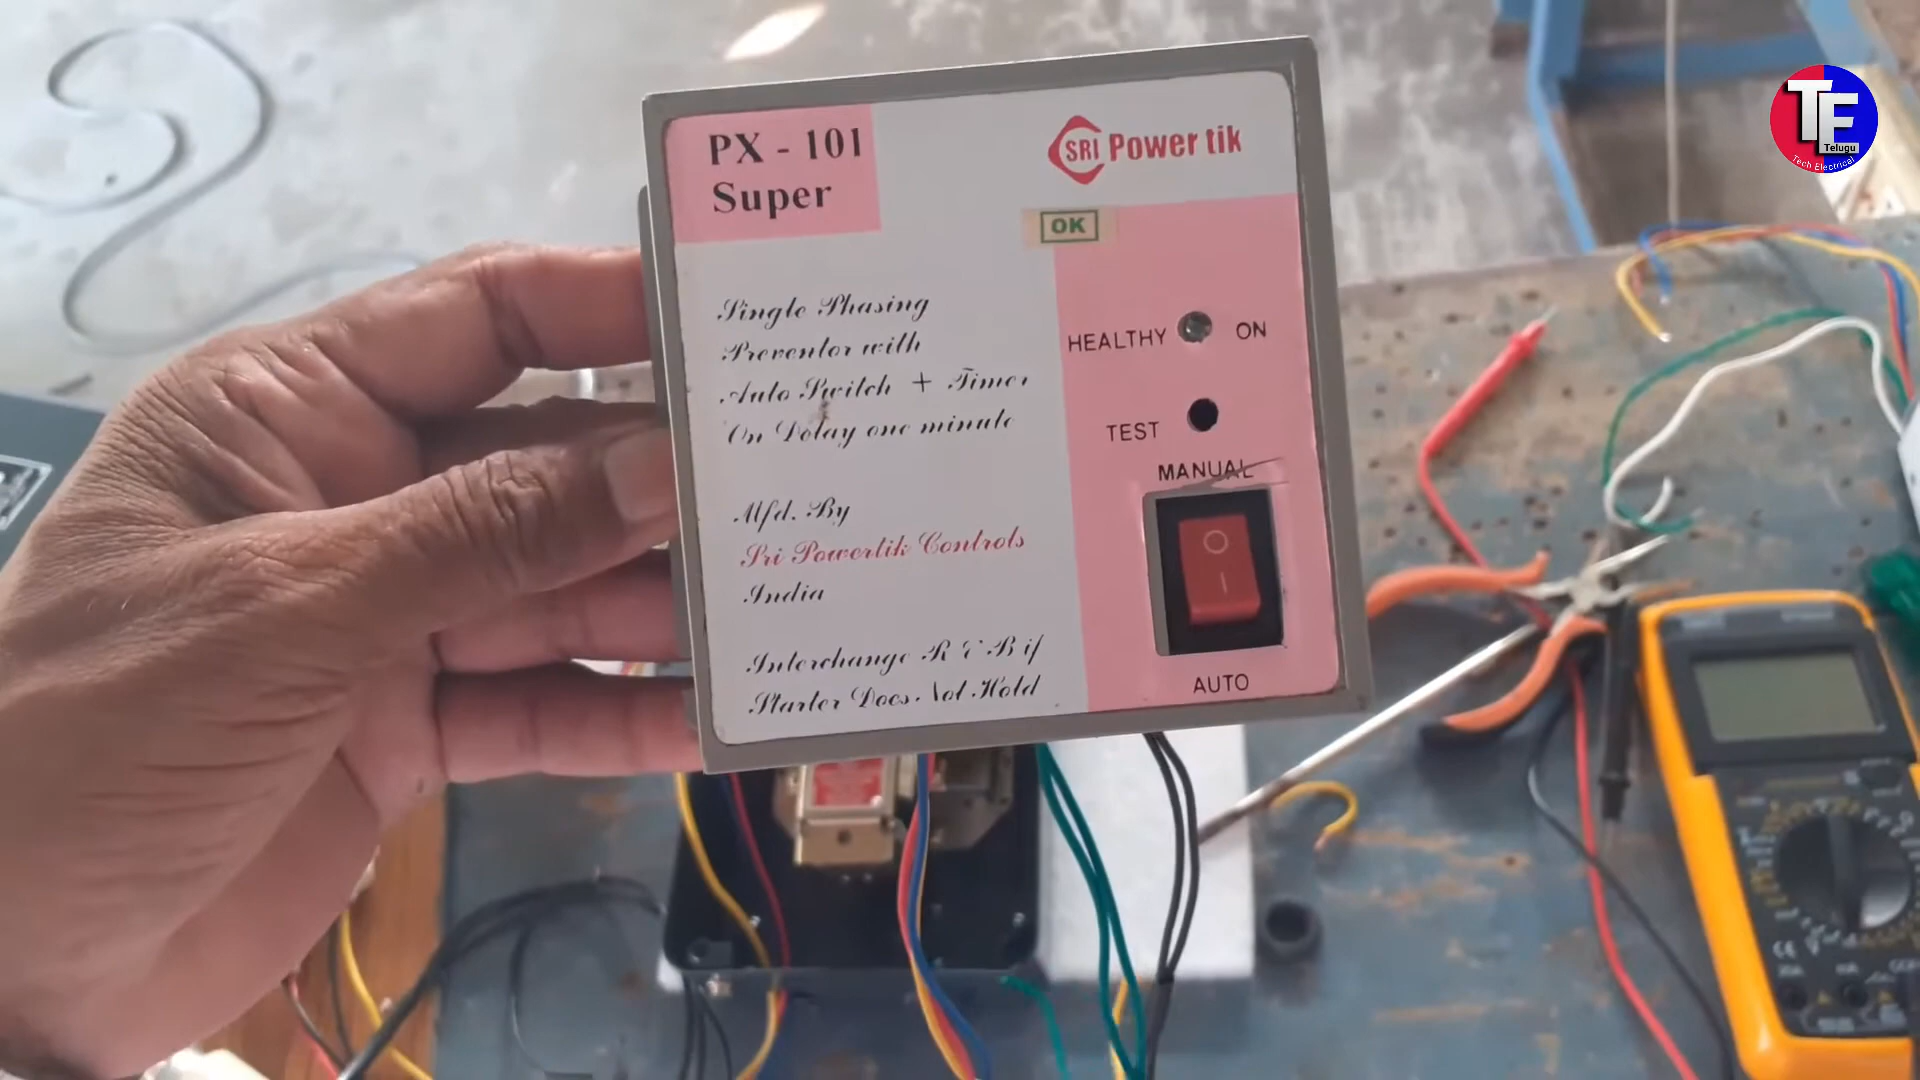 PX - 101
Super
SRI Power tik
OK
Single Phasing
Preventor with
Auto Switch + Timer
On Delay one minute
Mfd. By
Sri Powertik Controls
India
Interchange R & B if
Starter Does Not Hold
HEALTHY ON
TEST
MANUAL
AUTO
TE
Telugu
Tech Electrical